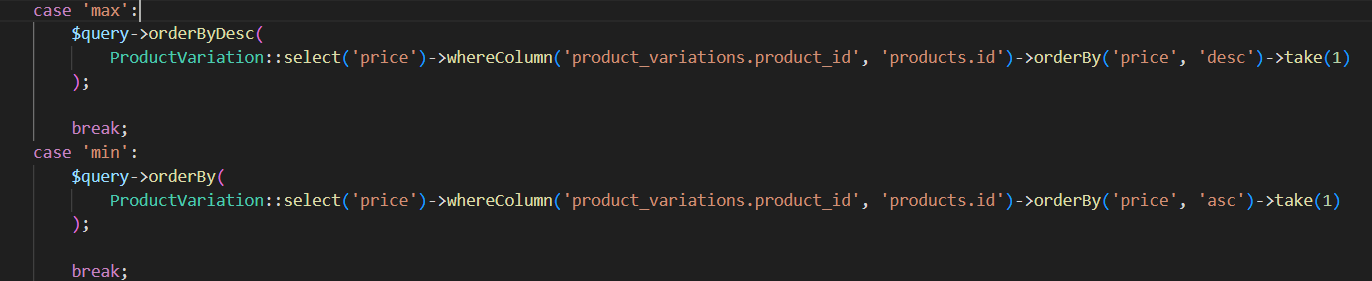 case 'max':
$query->orderByDesc(
ProductVariation::select('price')->whereColumn('product_variations.product_id', 'products.id')->orderBy('price', 'desc')->take(1)
);
break;
case 'min':
$query->orderBy(
ProductVariation::select('price')->whereColumn('product_variations.product_id', 'products.id')->orderBy('price', 'asc')->take(1)
);
break;